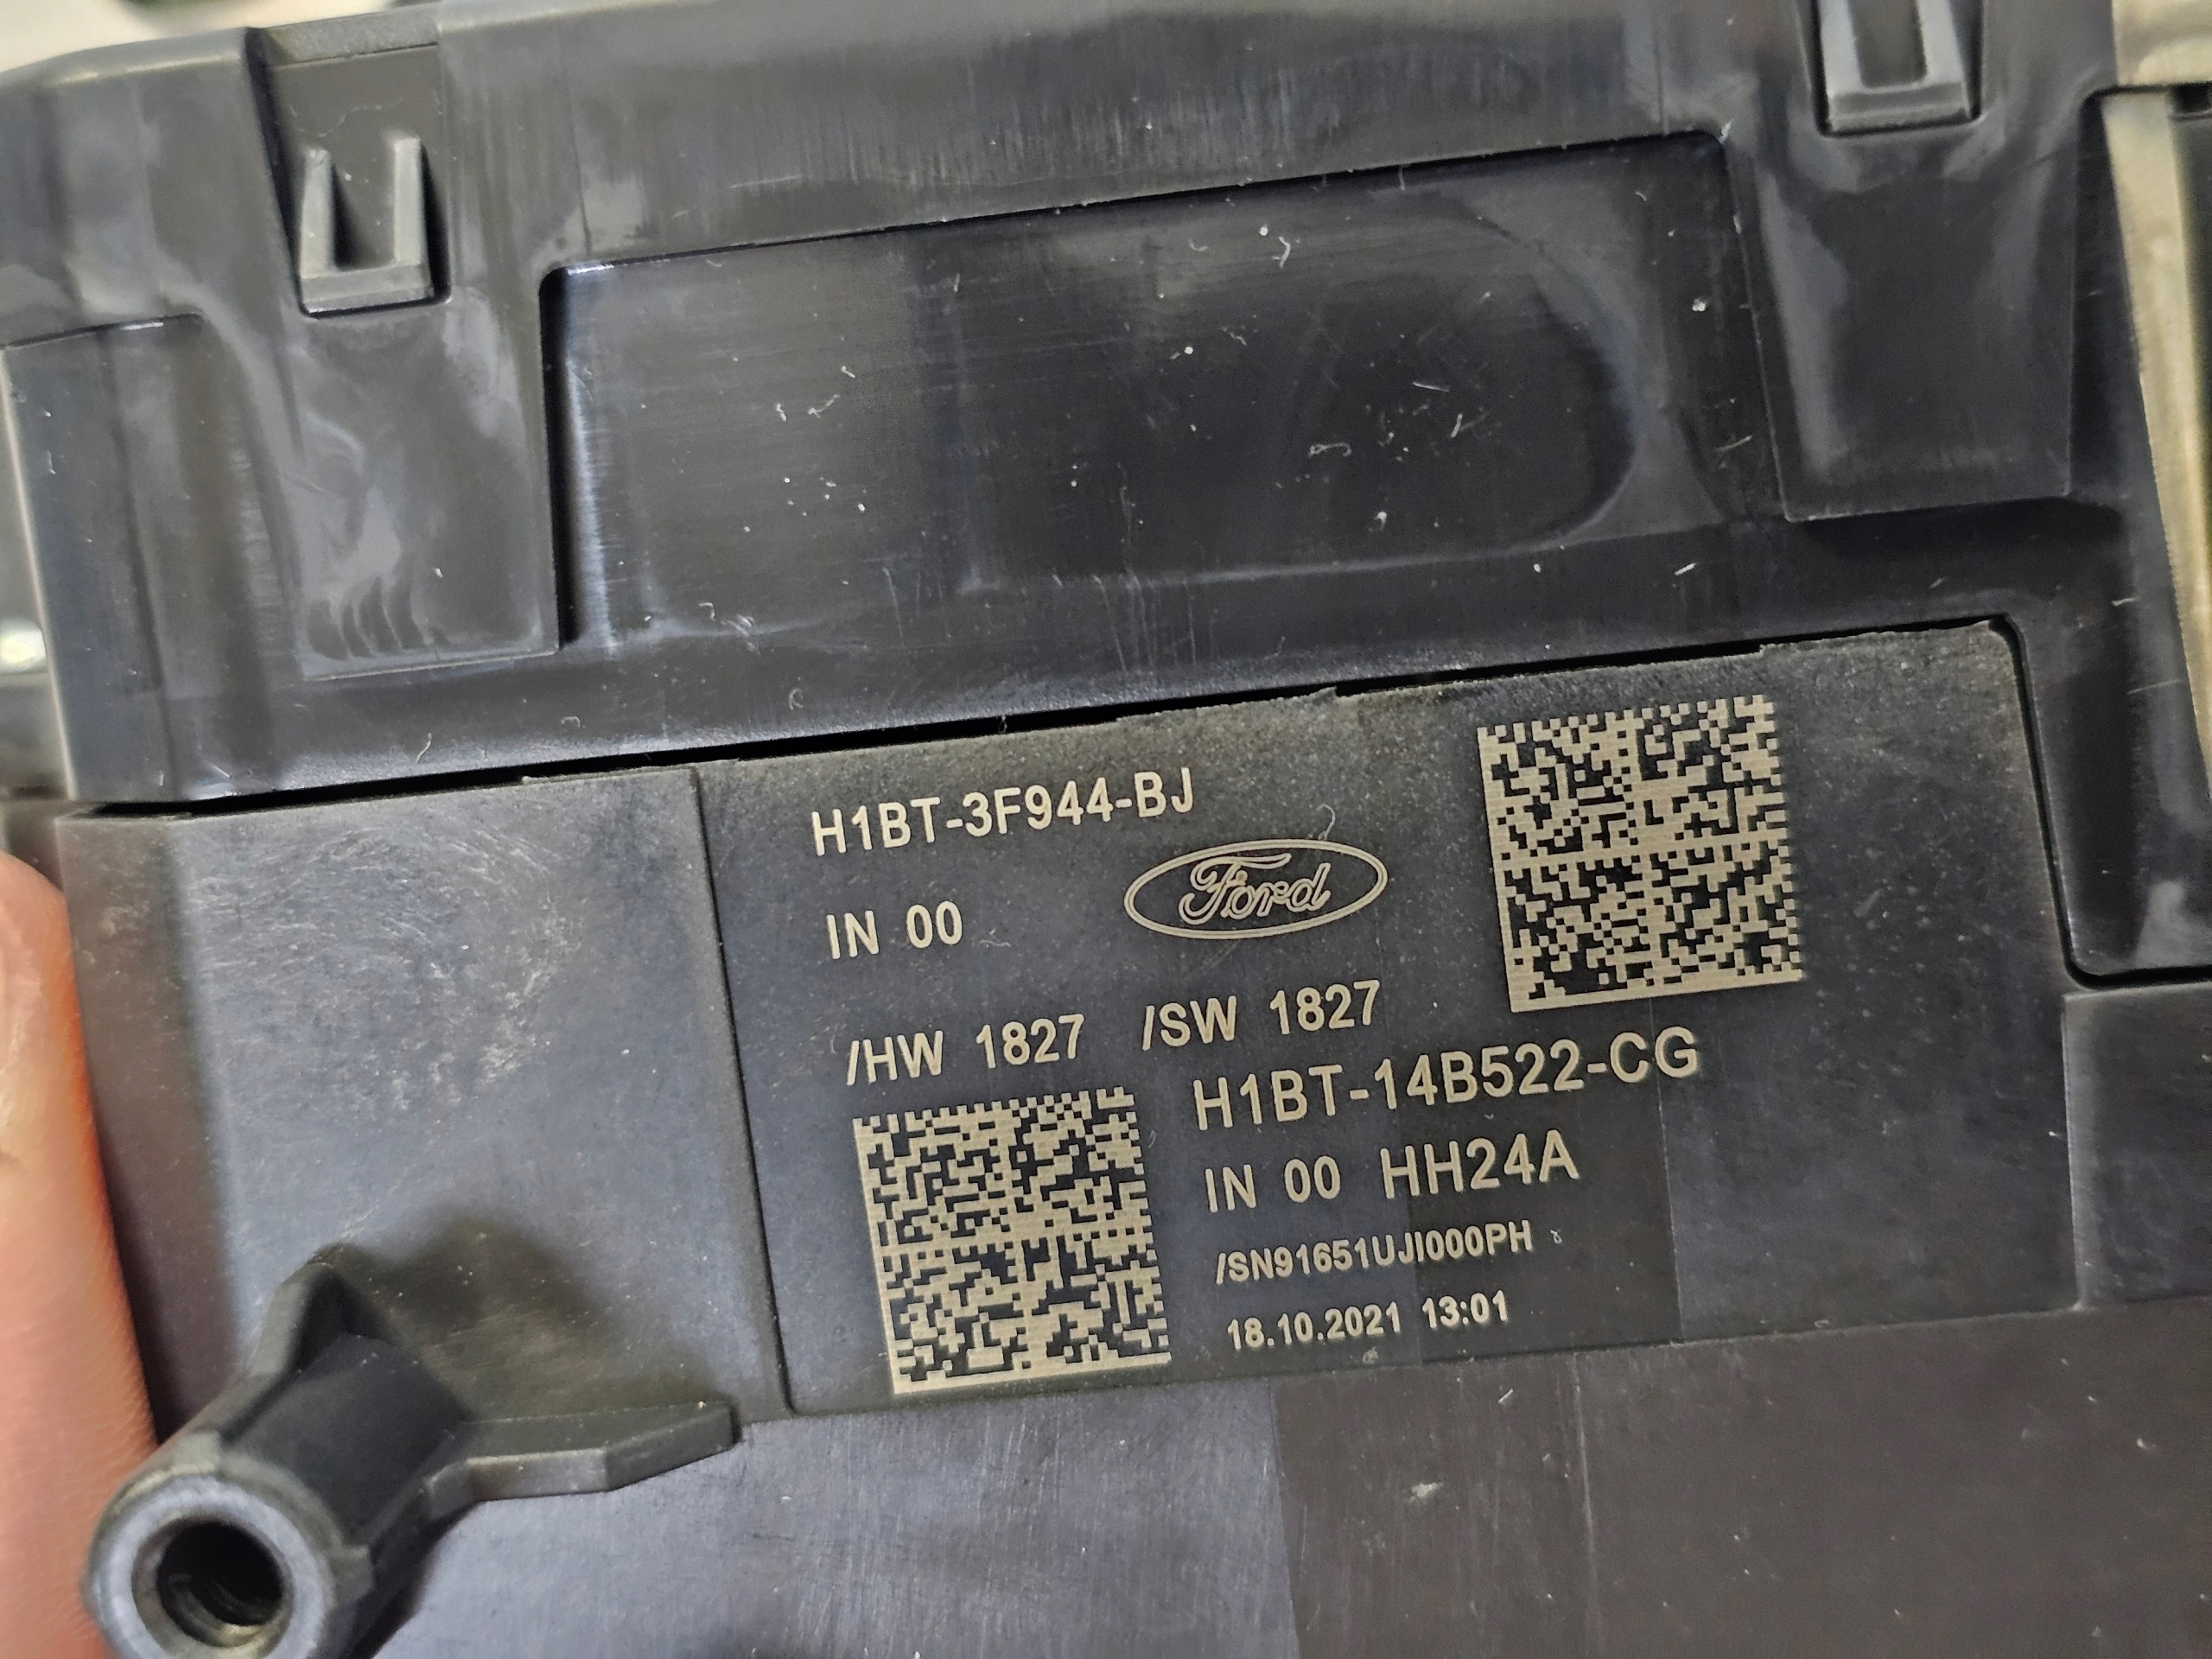 H1BT-3F944-BJ
IN 00
Ford
/HW 1827 /SW 1827
H1BT-14B522-CG
IN 00 HH24A
/SN91651UJI000PH
18.10.2021 13:01